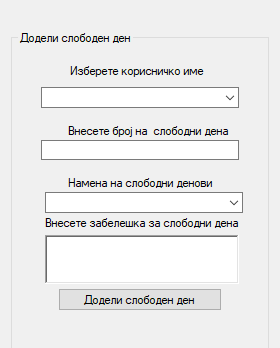 Додели слободен ден
Изберете корисничко име
Внесете број на  слободни дена
Намена на слободни денови
Внесете забелешка за слободни дена
Додели слободен ден